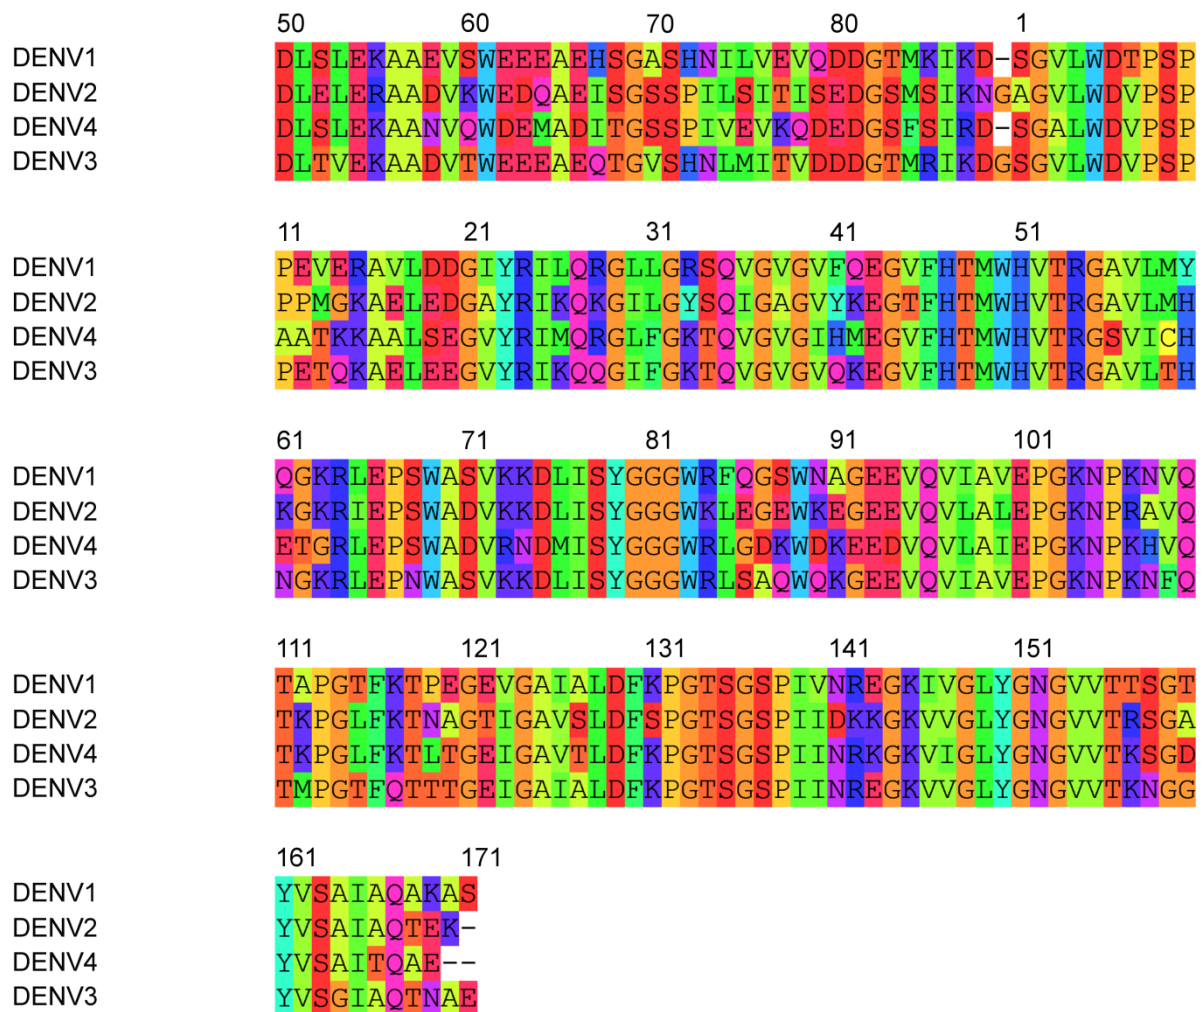 50 60 70 80 1
DENV1 DLSLEKAAEVSWEEEAEHSGASHNILVEVQDDGTMKIKD-SGVLWDTPSP
DENV2 DLELERAADVKWEDQAEISGSSPILSITISEDGSMSIKNGAGVLWDVPSP
DENV4 DLSLEKAANVQWDEMADITGSSPIVEVKQDEDGSFSIRD-SGALWDVPSP
DENV3 DLTVEKAADVTWEEEAEQTGVSHNLMITVDDDGTMRIKDGSGVLWDVPSP
11 21 31 41 51
DENV1 PEVERAVLDDGIYRILQRGLLGRSQVGVGVFQEGVFHTMWHVTRGAVLMY
DENV2 PPMGKAELEDGAYRIKQKGILGYSQIGAGVYKEGTFHTMWHVTRGAVLMH
DENV4 AATKKAALSEGVYRIMQRGLFGKTQVGVGIHMEGVFHTMWHVTRGSVICH
DENV3 PETQKAELEEGVYRIKQQGIFGKTQVGVGVQKEGVFHTMWHVTRGAVLTH
61 71 81 91 101
DENV1 QGKRLEPSWASVKKDLISYGGGWRFQGSWNAGEEVQVIAVEPGKNPKNVQ
DENV2 KGKRIEPSWADVKKDLISYGGGWKLEGEWKEGEEVQVLALEPGKNPRAVQ
DENV4 ETGRLEPSWADVRNDMISYGGGWRLGDKWDKEEDVQVLAIEPGKNPKHVQ
DENV3 NGKRLEPNWASVKKDLISYGGGWRLSAQWQKGEEVQVIAVEPGKNPKNFQ
111 121 131 141 151
DENV1 TAPGTFKTPEGEVGAIALDFKPGTSGSPIVNREGKIVGLYGNGVVTTSGT
DENV2 TKPGLFKTNAGTIGAVSLDFSPGTSGSPIIDKKGKVVGLYGNGVVTRSGA
DENV4 TKPGLFKTLTGEIGAVTLDFKPGTSGSPIINRKGKVIGLYGNGVVTKSGD
DENV3 TMPGTFQTTTGEIGAIALDFKPGTSGSPIINREGKVVGLYGNGVVTKNGG
161 171
DENV1 YVSAIAQAKAS
DENV2 YVSAIAQTEK-
DENV4 YVSAITQAE--
DENV3 YVSGIAQTNAE